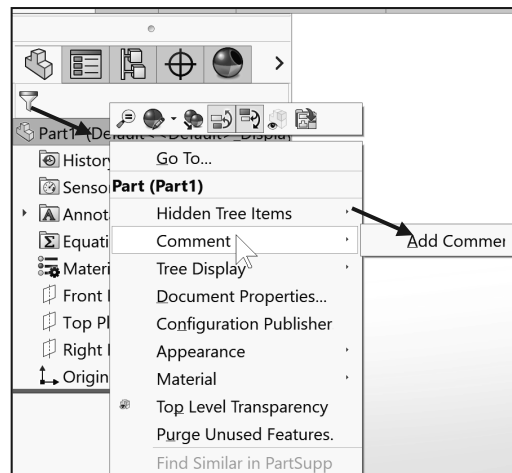 Part1 (Default<<Default>_Display
Go To...
Histor
Part (Part1)
Senso
Hidden Tree Items
Annot
Comment
Add Commer
Equati
Tree Display
Materi
Document Properties...
Front
Configuration Publisher
Top Pl
Appearance
Right
Material
Origin
Top Level Transparency
Purge Unused Features.
Find Similar in PartSupp